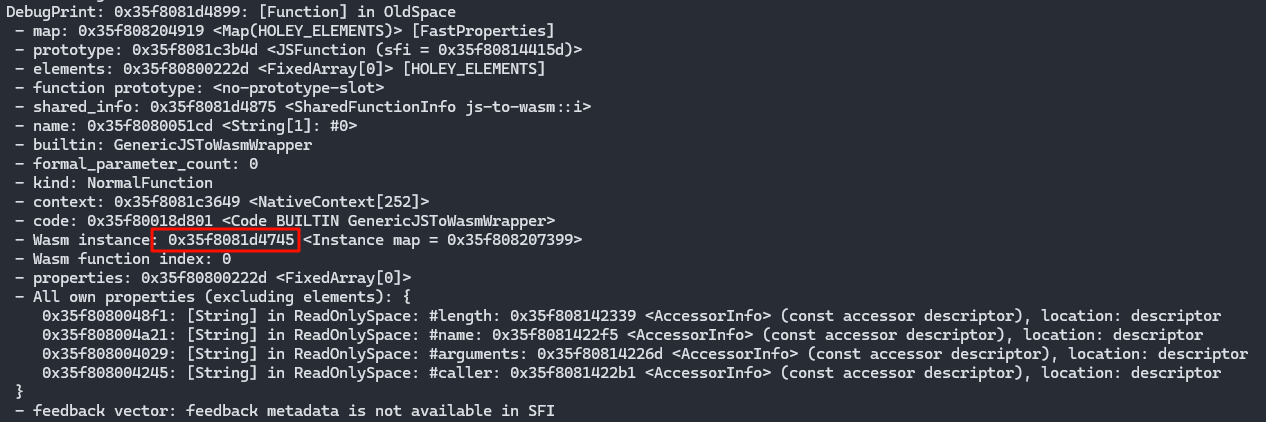 DebugPrint: 0x35f8081d4899: [Function] in OldSpace
- map: 0x35f808204919 <Map(HOLEY_ELEMENTS)> [FastProperties]
- prototype: 0x35f8081c3b4d <JSFunction (sfi = 0x35f80814415d)>
- elements: 0x35f80800222d <FixedArray[0]> [HOLEY_ELEMENTS]
- function prototype: <no-prototype-slot>
- shared_info: 0x35f8081d4875 <SharedFunctionInfo js-to-wasm::i>
- name: 0x35f8080051cd <String[1]: #0>
- builtin: GenericJSToWasmWrapper
- formal_parameter_count: 0
- kind: NormalFunction
- context: 0x35f8081c3649 <NativeContext[252]>
- code: 0x35f80018d801 <Code BUILTIN GenericJSToWasmWrapper>
- Wasm instance: 0x35f8081d4745 <Instance map = 0x35f808207399>
- Wasm function index: 0
- properties: 0x35f80800222d <FixedArray[0]>
- All own properties (excluding elements): {
0x35f8080048f1: [String] in ReadOnlySpace: #length: 0x35f808142339 <AccessorInfo> (const accessor descriptor), location: descriptor
0x35f808004a21: [String] in ReadOnlySpace: #name: 0x35f8081422f5 <AccessorInfo> (const accessor descriptor), location: descriptor
0x35f808004029: [String] in ReadOnlySpace: #arguments: 0x35f80814226d <AccessorInfo> (const accessor descriptor), location: descriptor
0x35f808004245: [String] in ReadOnlySpace: #caller: 0x35f8081422b1 <AccessorInfo> (const accessor descriptor), location: descriptor
}
- feedback vector: feedback metadata is not available in SFI